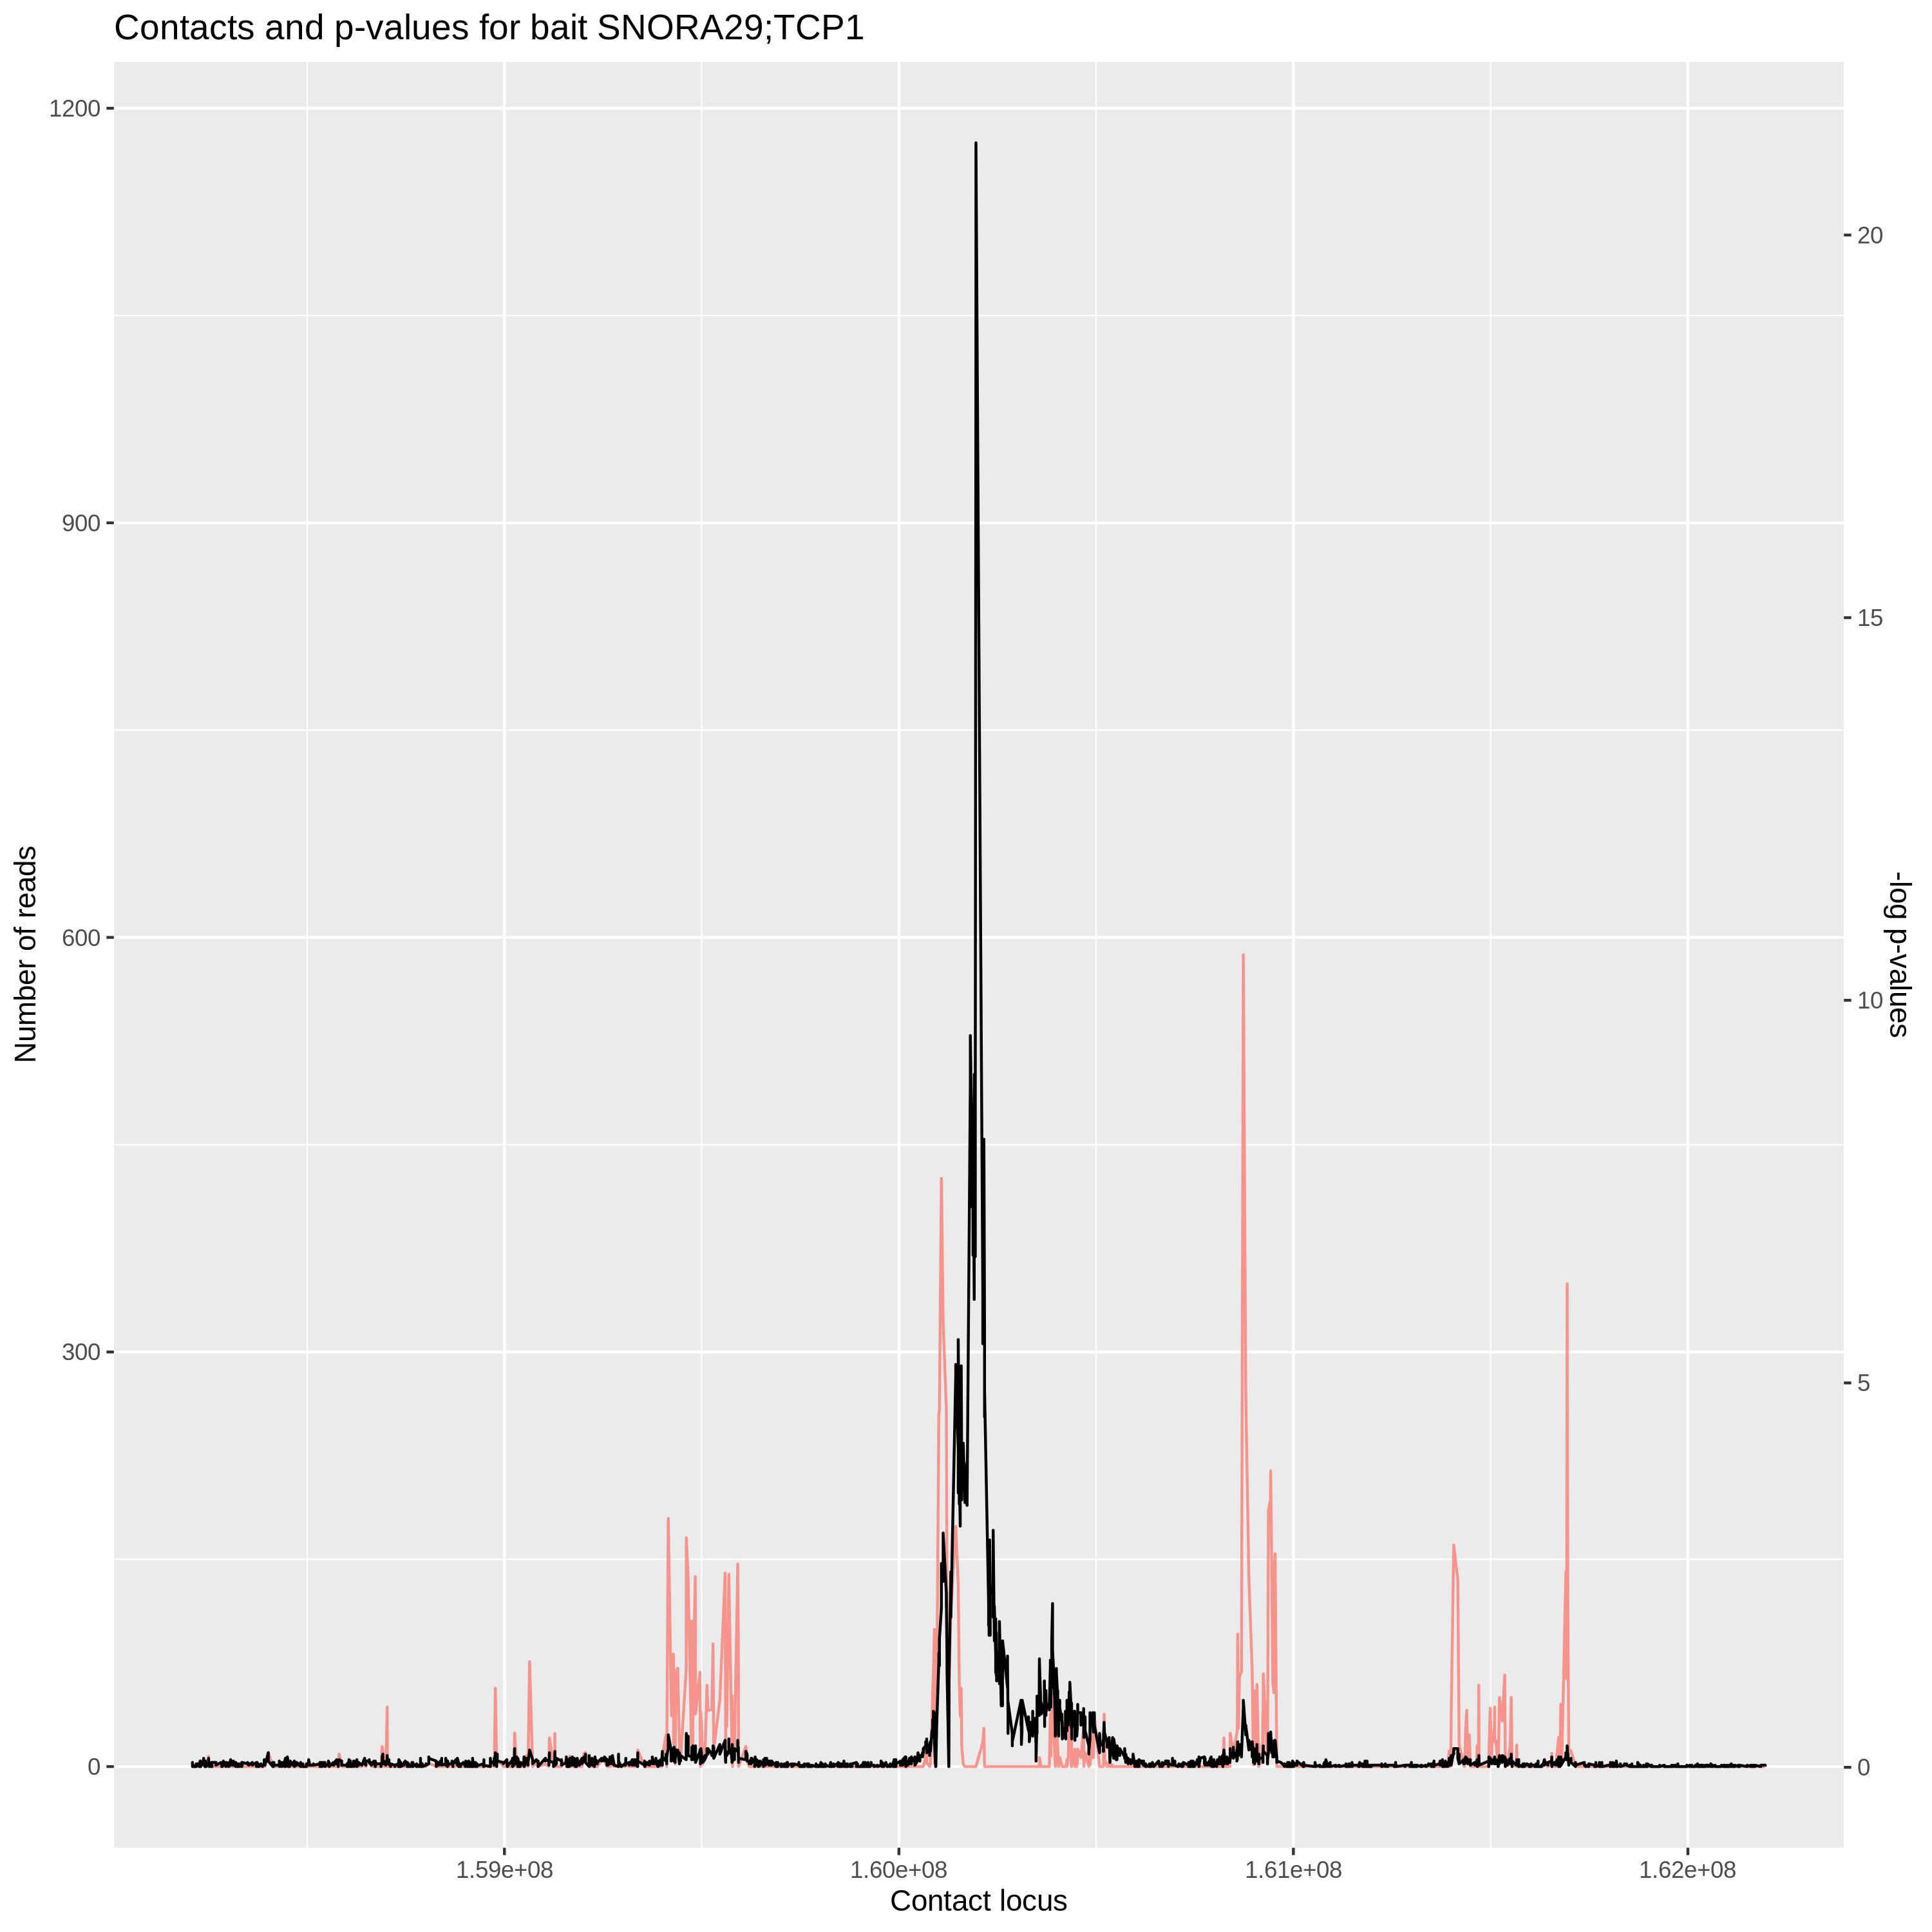 Contacts and p-values for bait SNORA29;TCP1
1200
900
600
300
0
Number of reads
20
15
10
5
0
-log p-values
1.59e+08
1.60e+08
1.61e+08
1.62e+08
Contact locus